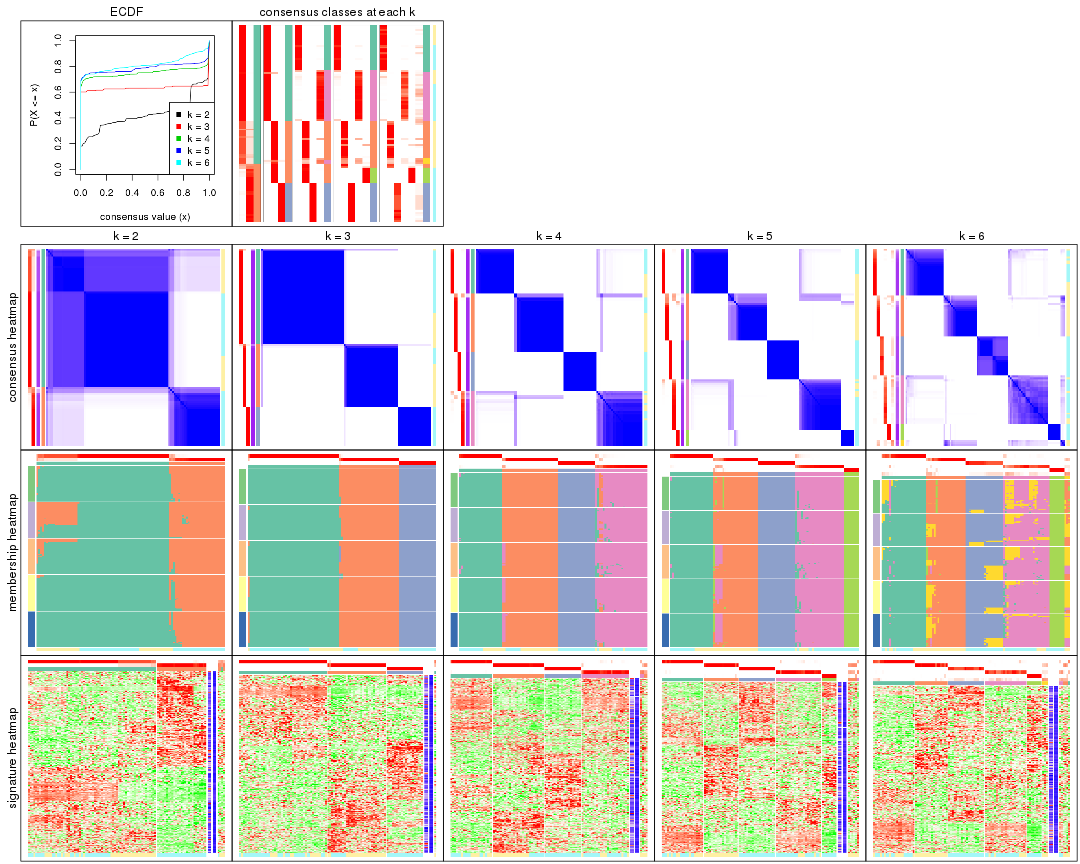 ECDF
consensus classes at each k
P(X <= x)
0.0
0.2
0.4
0.6
0.8
1.0
k = 2
k = 3
k = 4
k = 5
k = 6
0.0 0.2 0.4 0.6 0.8 1.0
consensus value (x)
k = 2
k = 3
k = 4
k = 5
k = 6
consensus heatmap
membership heatmap
signature heatmap